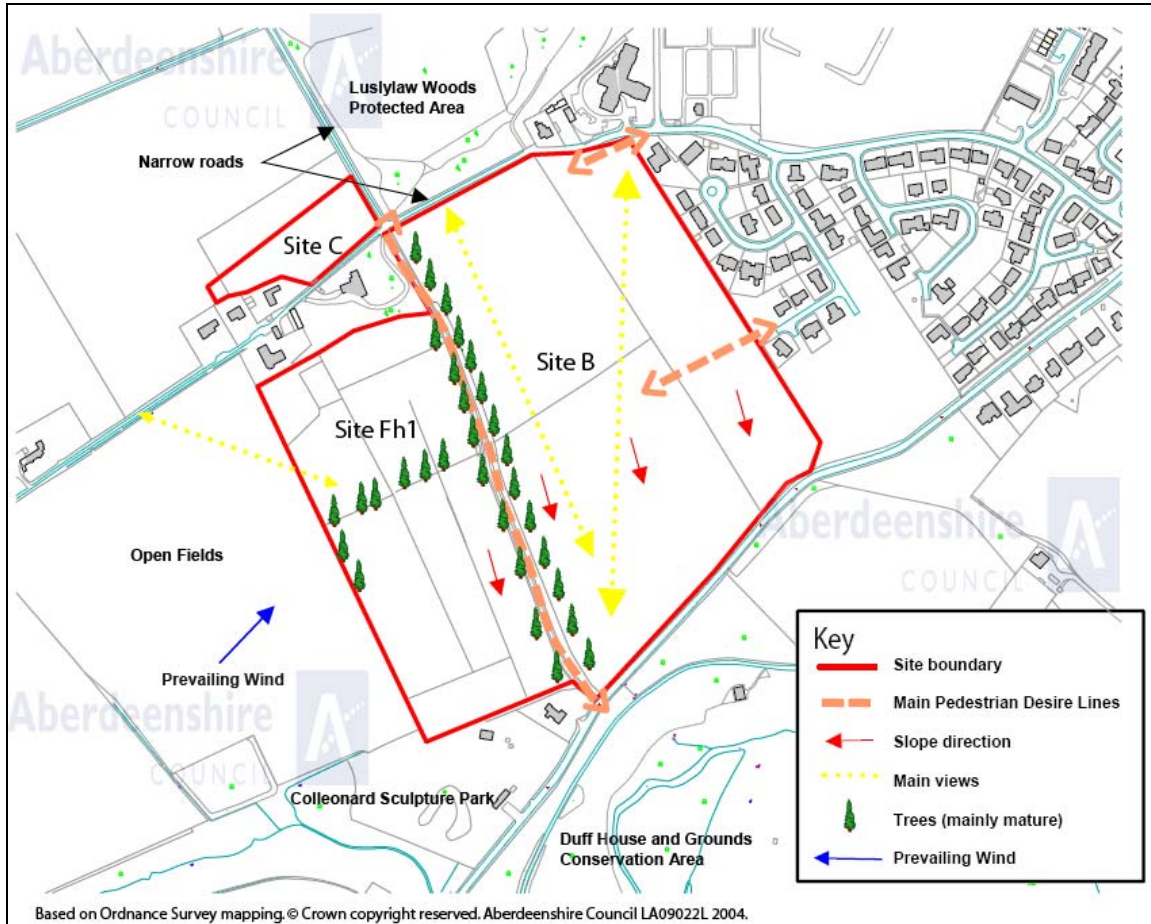 Aberdeenshire
COUNCIL
Luslylaw Woods
Protected Area
Narrow roads
Site C
Site B
Site Fh1
Aberdeenshire
COUNCIL
Open Fields
Prevailing Wind
Aberdeenshire
COUNCIL
Colleonard Sculpture Park
Duff House and Grounds
Conservation Area
Key
Site boundary
Main Pedestrian Desire Lines
Slope direction
Main views
Trees (mainly mature)
Prevailing Wind
Based on Ordnance Survey mapping. © Crown copyright reserved. Aberdeenshire Council LA09022L 2004.